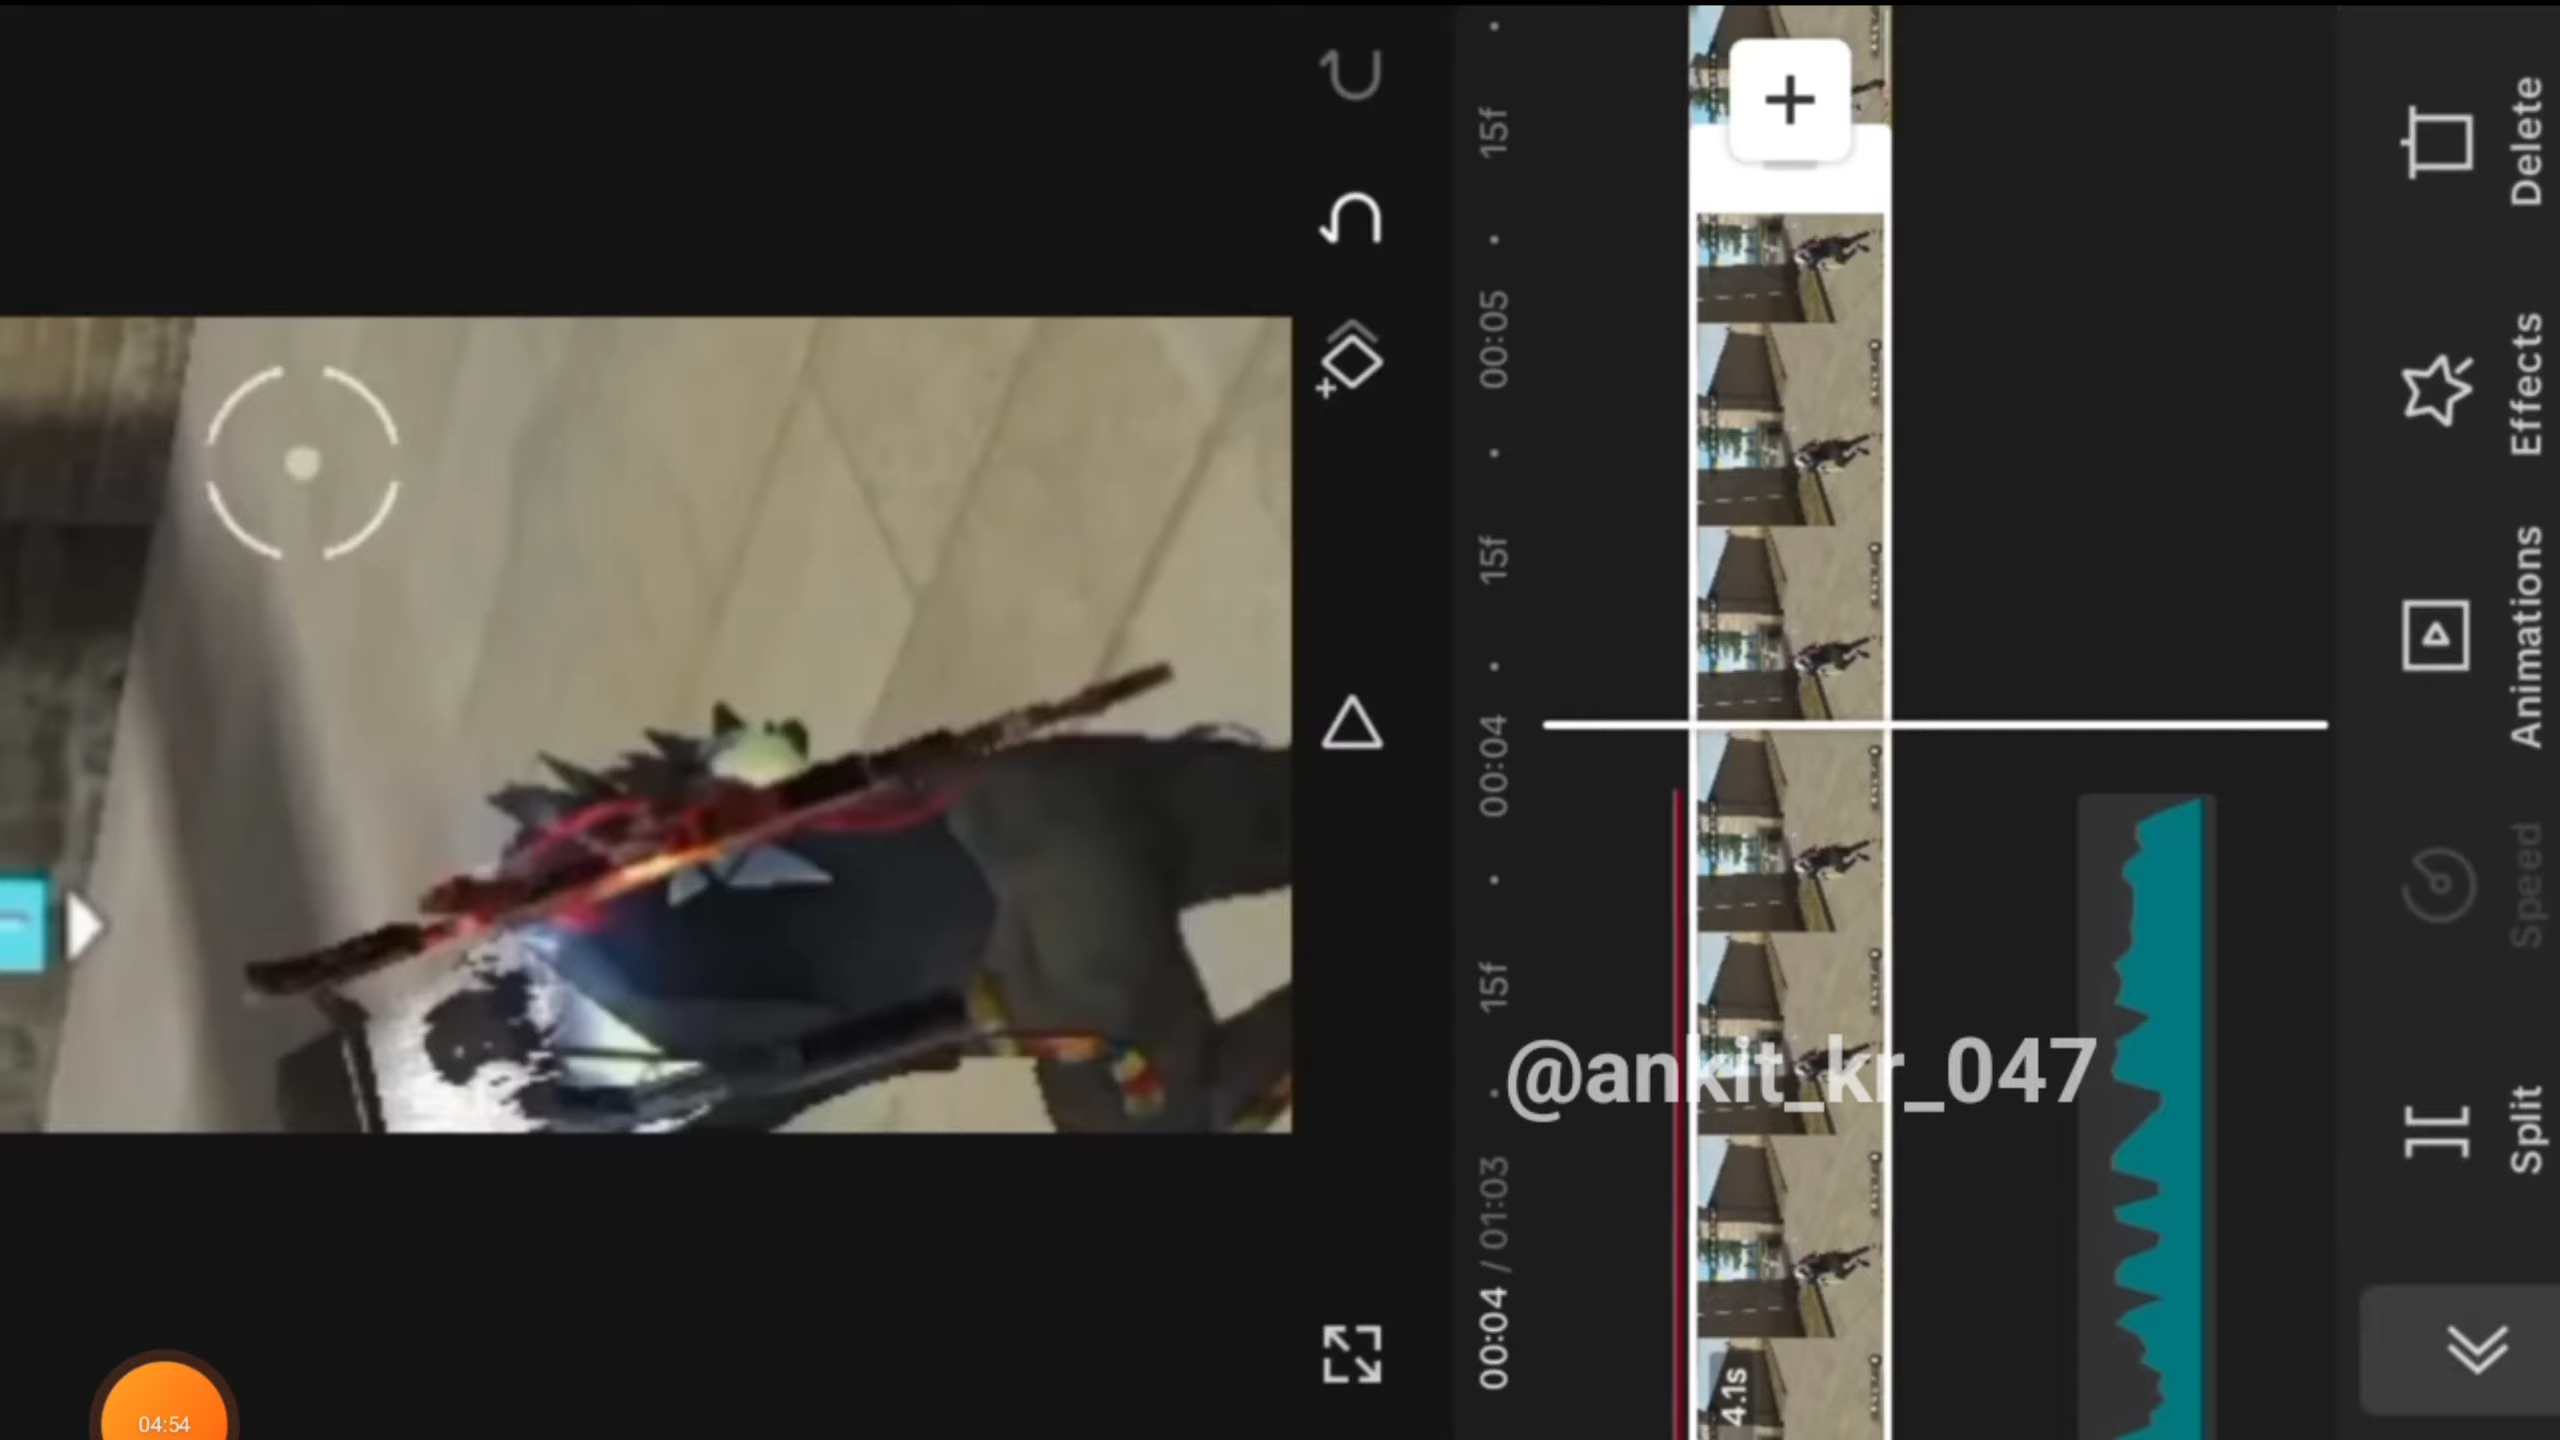 00:04 / 01:03
15f
00:04
15f
00:05
15f
4.1s
@ankit_kr_047
Split
Speed
Animations
Effects
Delete
04:54